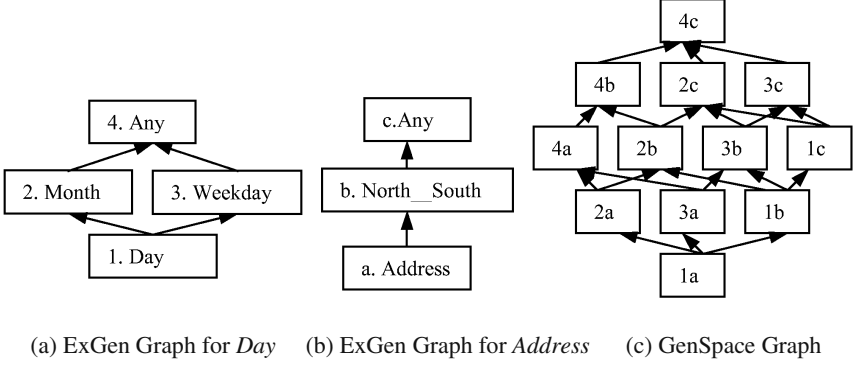 4. Any
2. Month
3. Weekday
1. Day
c.Any
b. North__South
a. Address
4c
4b
2c
3c
4a
2b
3b
1c
2a
3a
1b
1a
(a) ExGen Graph for Day
(b) ExGen Graph for Address
(c) GenSpace Graph